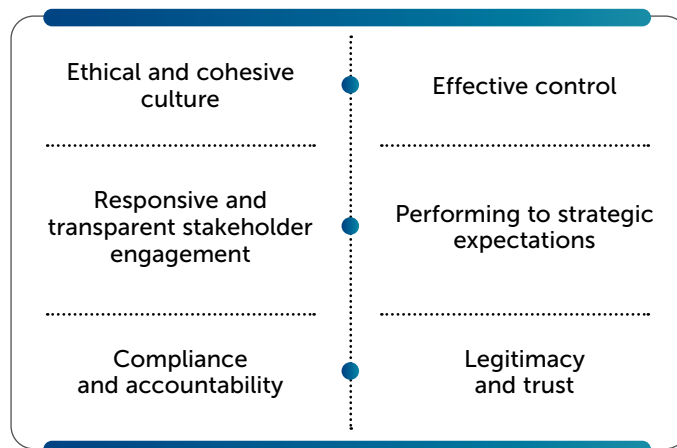 Ethical and cohesive
culture
Effective control
Responsive and
transparent stakeholder
engagement
Performing to strategic
expectations
Compliance
and accountability
Legitimacy
and trust